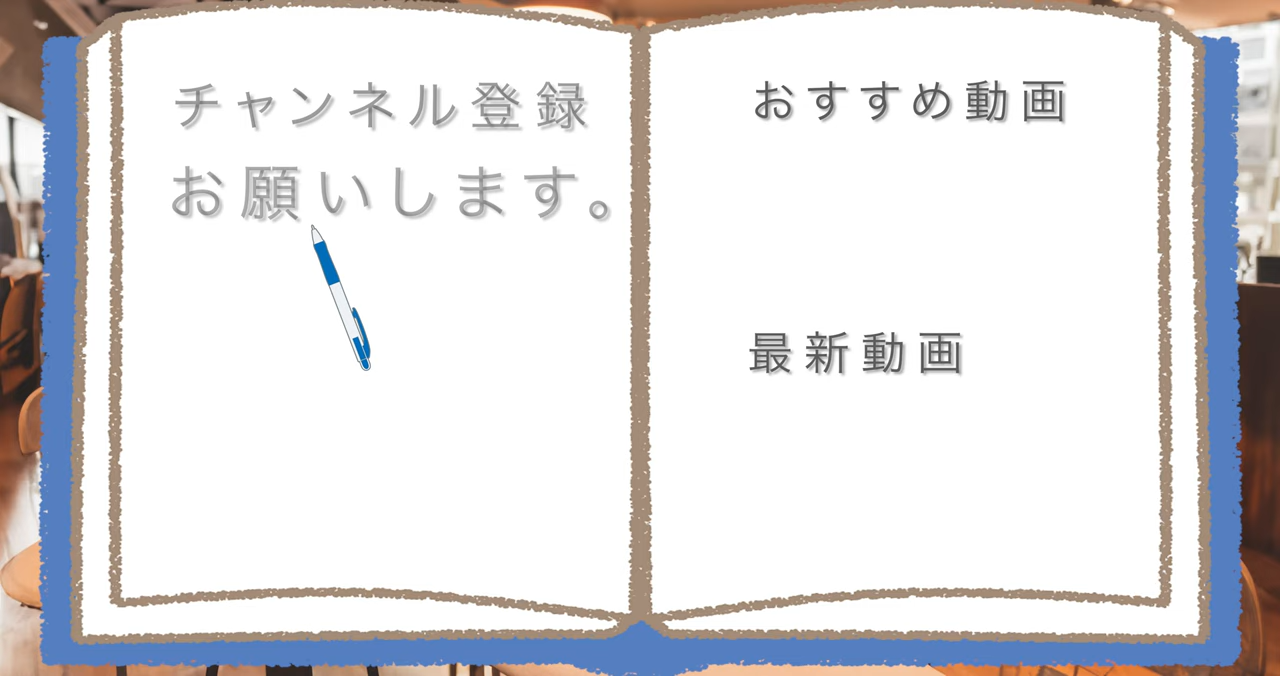 チャンネル登録
お願いします。
おすすめ動画
最新動画